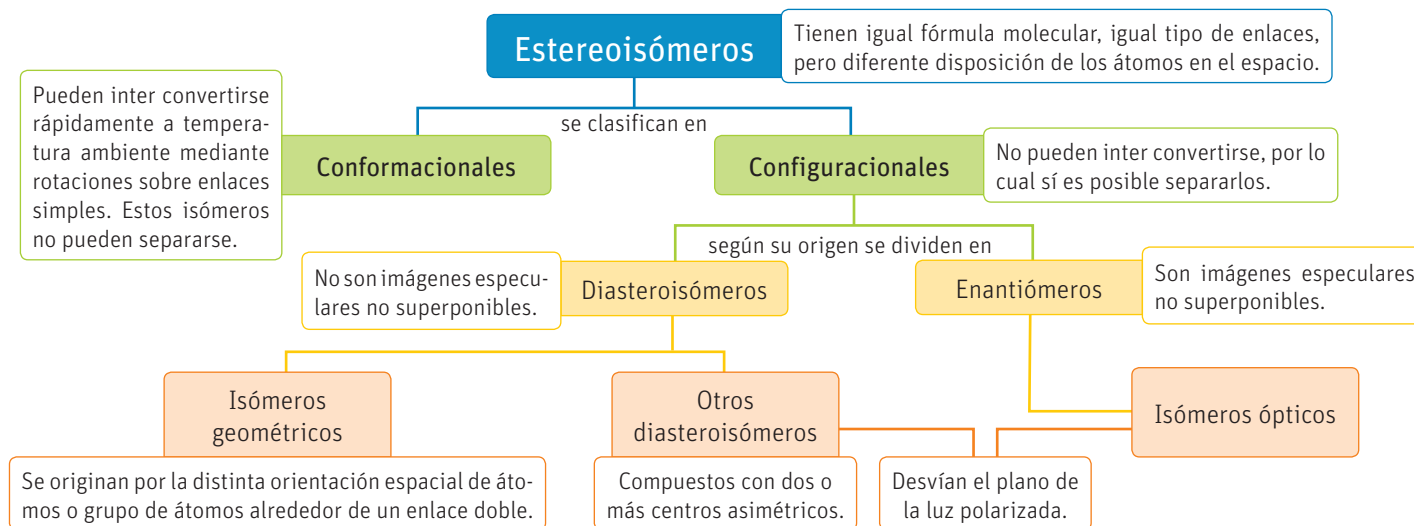 Estereoisómeros
Tienen igual fórmula molecular, igual tipo de enlaces,
pero diferente disposición de los átomos en el espacio.
se clasifican en
Pueden inter convertirse
rápidamente a tempera-
tura ambiente mediante
rotaciones sobre enlaces
simples. Estos isómeros
no pueden separarse.
Conformacionales
Configuracionales
No pueden inter convertirse, por lo
cual sí es posible separarlos.
según su origen se dividen en
No son imágenes especu-
lares no superponibles.
Diasteroisómeros
Enantiómeros
Son imágenes especulares
no superponibles.
Isómeros
geométricos
Otros
diasteroisómeros
Isómeros ópticos
Se originan por la distinta orientación espacial de áto-
mos o grupo de átomos alrededor de un enlace doble.
Compuestos con dos o
más centros asimétricos.
Desvían el plano de
la luz polarizada.